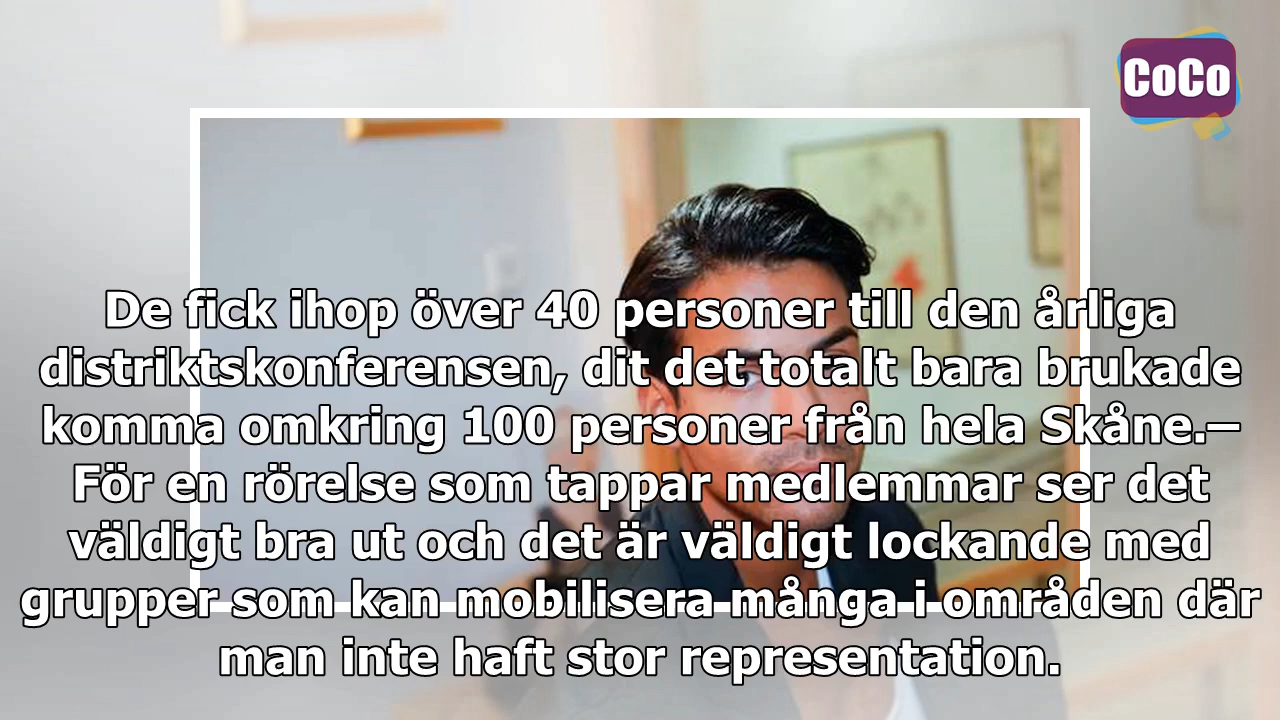 CoCo
De fick ihop över 40 personer till den årliga
distriktskonferensen, dit det totalt bara brukade
komma omkring 100 personer från hela Skåne.–
För en rörelse som tappar medlemmar ser det
väldigt bra ut och det är väldigt lockande med
grupper som kan mobilisera många i områden där
man inte haft stor representation.